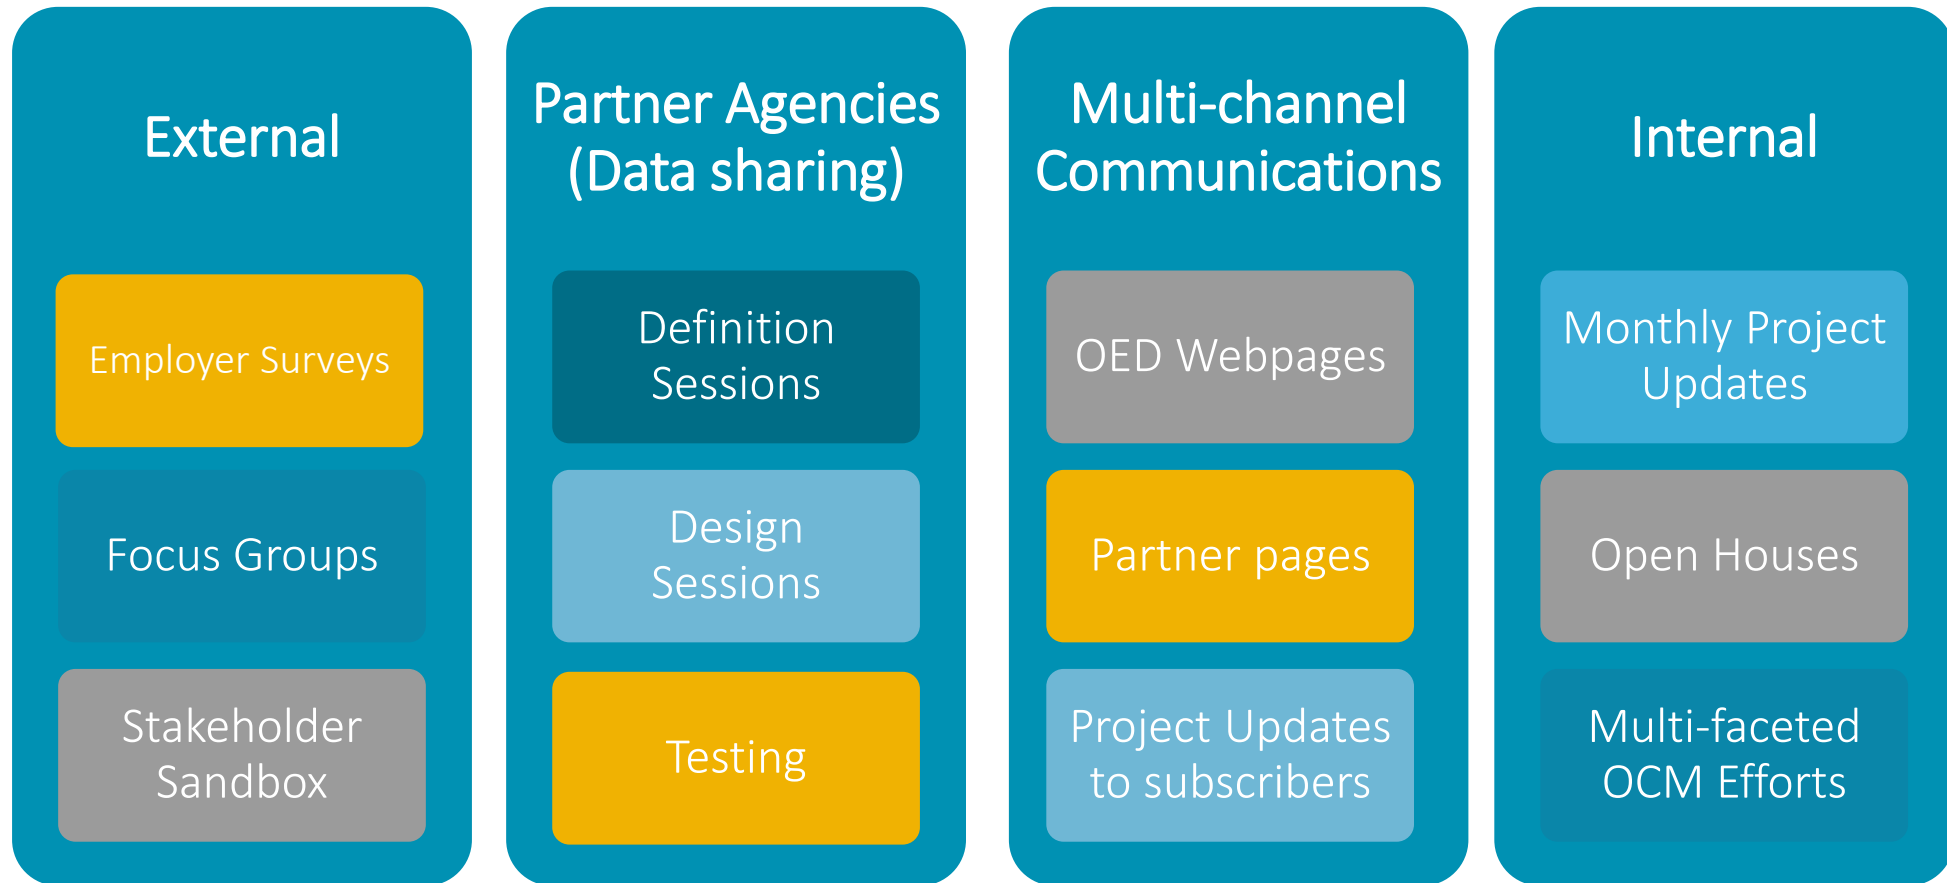 External
Employer Surveys
Focus Groups
Stakeholder
Sandbox
Partner Agencies
(Data sharing)
Definition
Sessions
Design
Sessions
Testing
Multi-channel
Communications
OED Webpages
Partner pages
Project Updates
to subscribers
Internal
Monthly Project
Updates
Open Houses
Multi-faceted
OCM Efforts